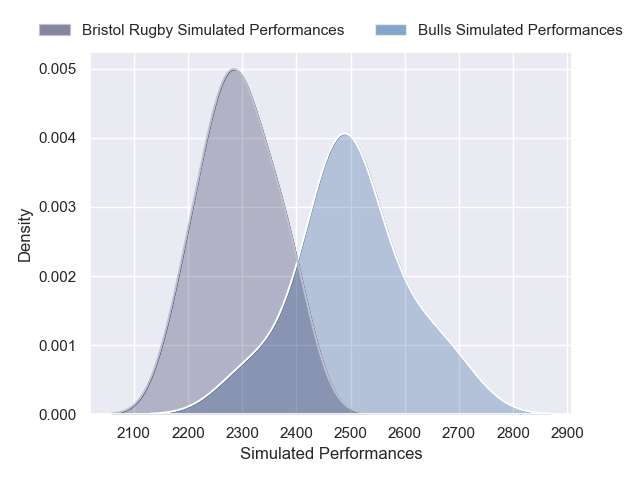 Bristol Rugby Simulated Performances Bulls Simulated Performances
0.005
0.004
0.003
0.002
0.001
0.000
Density
2100 2200 2300 2400 2500 2600 2700 2800 2900
Simulated Performances